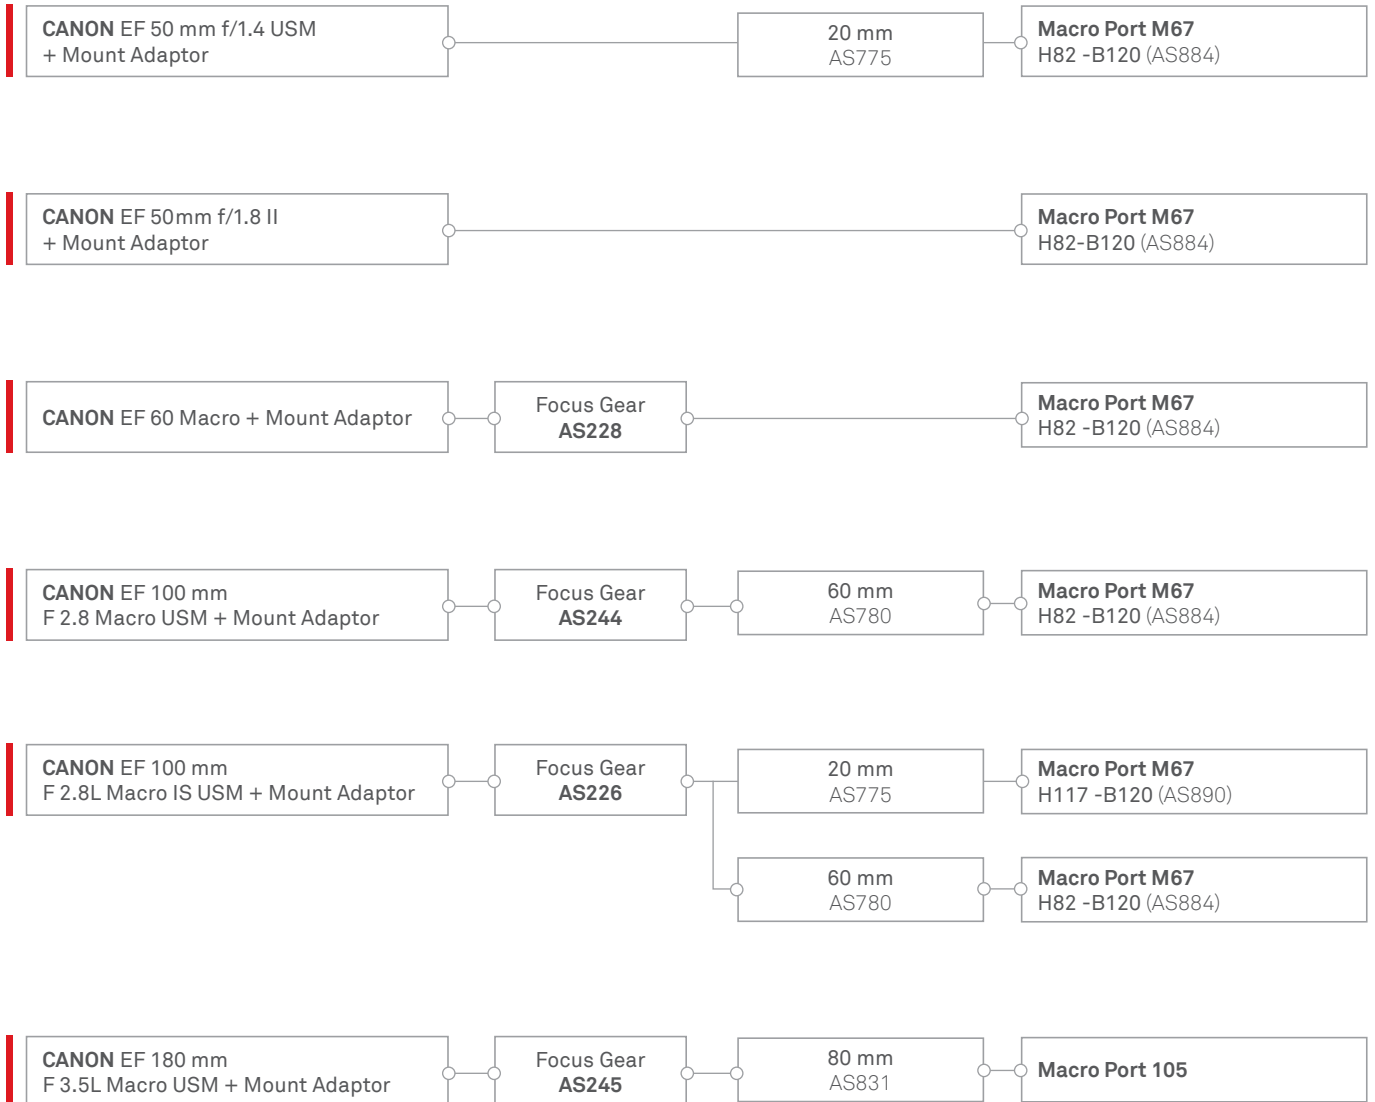 CANON EF 50 mm f/1.4 USM
+ Mount Adaptor
20 mm
AS775
Macro Port M67
H82 -B120 (AS884)
CANON EF 50mm f/1.8 II
+ Mount Adaptor
Macro Port M67
H82-B120 (AS884)
CANON EF 60 Macro + Mount Adaptor
Focus Gear
AS228
Macro Port M67
H82 -B120 (AS884)
CANON EF 100 mm
F 2.8 Macro USM + Mount Adaptor
Focus Gear
AS244
60 mm
AS780
Macro Port M67
H82 -B120 (AS884)
CANON EF 100 mm
F 2.8L Macro IS USM + Mount Adaptor
Focus Gear
AS226
20 mm
AS775
Macro Port M67
H117 -B120 (AS890)
60 mm
AS780
Macro Port M67
H82 -B120 (AS884)
CANON EF 180 mm
F 3.5L Macro USM + Mount Adaptor
Focus Gear
AS245
80 mm
AS831
Macro Port 105